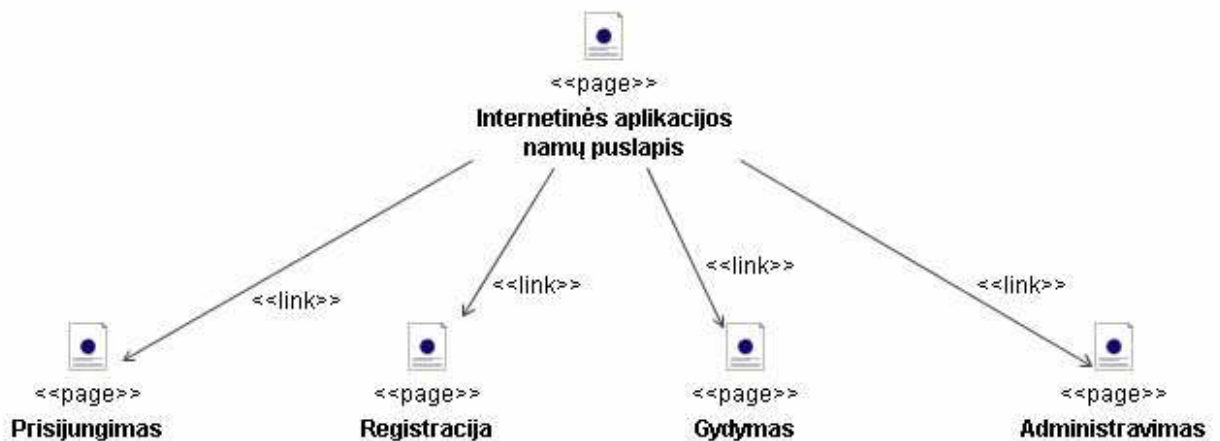 <<page>>
Internetinės aplikacijos
namų puslapis
<<link>>
<<link>>
<<link>>
<<link>>
<<page>>
Prisijungimas
<<page>>
Registracija
<<page>>
Gydymas
<<page>>
Administravimas